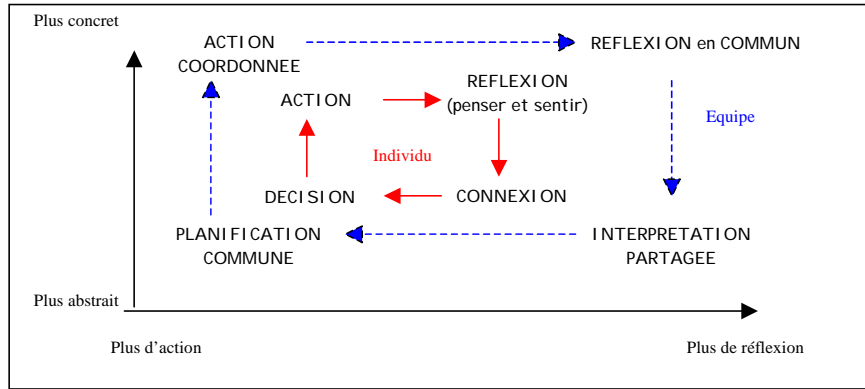 Plus concret
ACTION
COORDONNEE
REFLEXION en COMMUN
ACTION
REFLEXION
(penser et sentir)
Equipe
Individu
DECISION
CONNEXION
PLANIFICATION
COMMUNE
INTERPRETATION
PARTAGEE
Plus abstrait
Plus d’action
Plus de réflexion